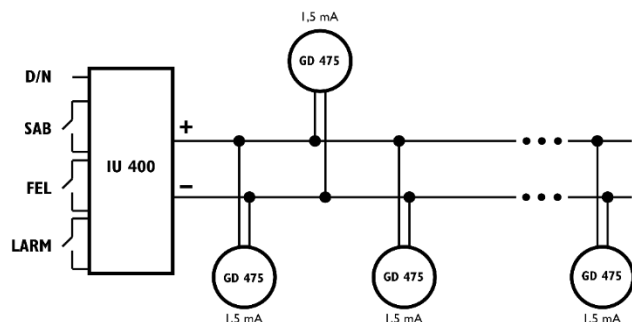 1,5 mA
GD 475
D/N
SAB
FEL
LARM
IU 400
+
–
GD 475
1,5 mA
GD 475
1,5 mA
GD 475
1,5 mA